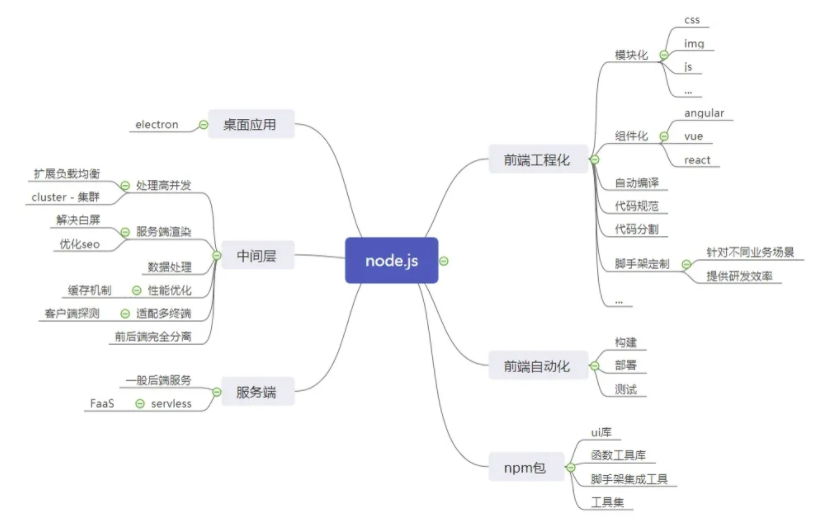 node.js
桌面应用
electron
中间层
处理高并发
扩展负载均衡
cluster - 集群
服务端渲染
解决白屏
优化seo
数据处理
性能优化
缓存机制
适配多终端
客户端探测
前后端完全分离
服务端
一般后端服务
servless
FaaS
前端工程化
模块化
css
img
js
...
组件化
angular
vue
react
自动编译
代码规范
代码分割
脚手架定制
针对不同业务场景
提供研发效率
...
前端自动化
构建
部署
测试
npm包
ui库
函数工具库
脚手架集成工具
工具集